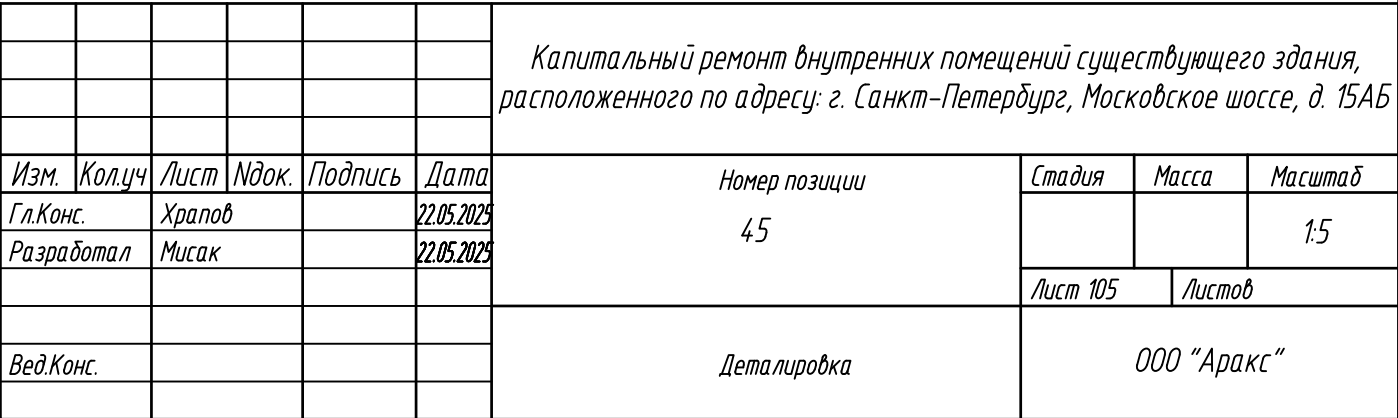 Капитальный ремонт внутренних помещений существующего здания,
расположенного по адресу: г. Санкт-Петербург, Московское шоссе, д. 15АБ
Изм. Кол.уч Лист Nдок. Подпись Дата
Гл.Конс. Храпов 22.05.2025
Разработал Мисак 22.05.2025
Вед.Конс.
Номер позиции
45
Стадия Масса Масштаб
1:5
Лист 105 Листов
Деталировка
ООО "Аракс"